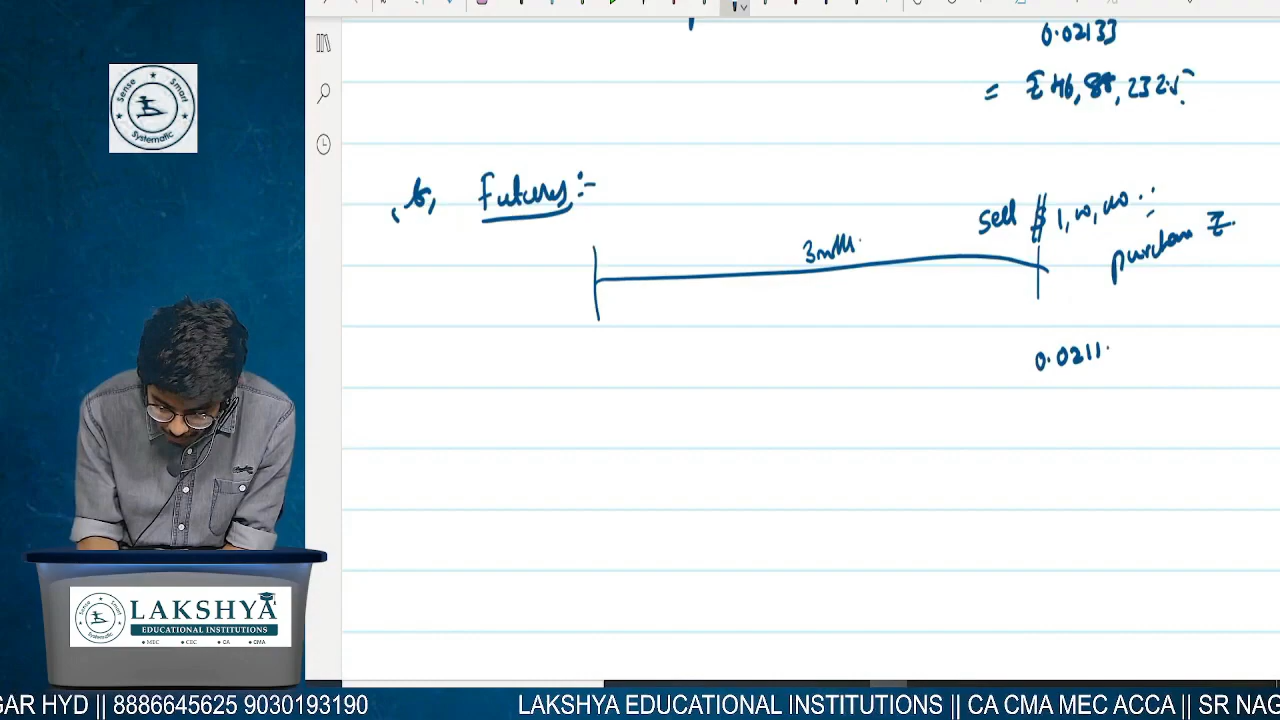 0.02133
= ₹ 46, 88, 232.5
Sense Smart Systematic
b, Futures :-
Sell $ 1,00,000
purchase ₹.
3mth.
0.0211
LAKSHYA
EDUCATIONAL INSTITUTIONS
• MEC • CEC • CA • CMA
GAR HYD || 8886645625 9030193190 LAKSHYA EDUCATIONAL INSTITUTIONS || CA CMA MEC ACCA || SR NAG